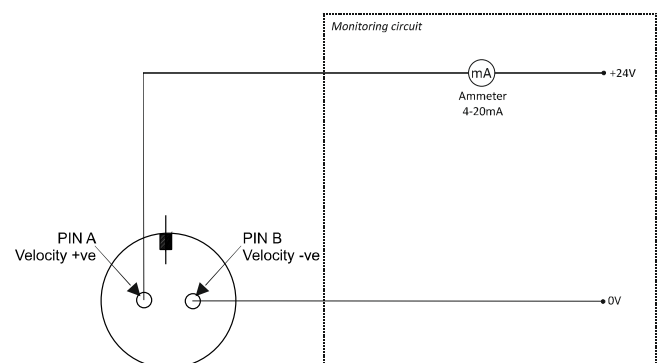 Monitoring circuit
mA
+24V
Ammeter
4-20mA
PIN A
Velocity +ve
PIN B
Velocity -ve
0V